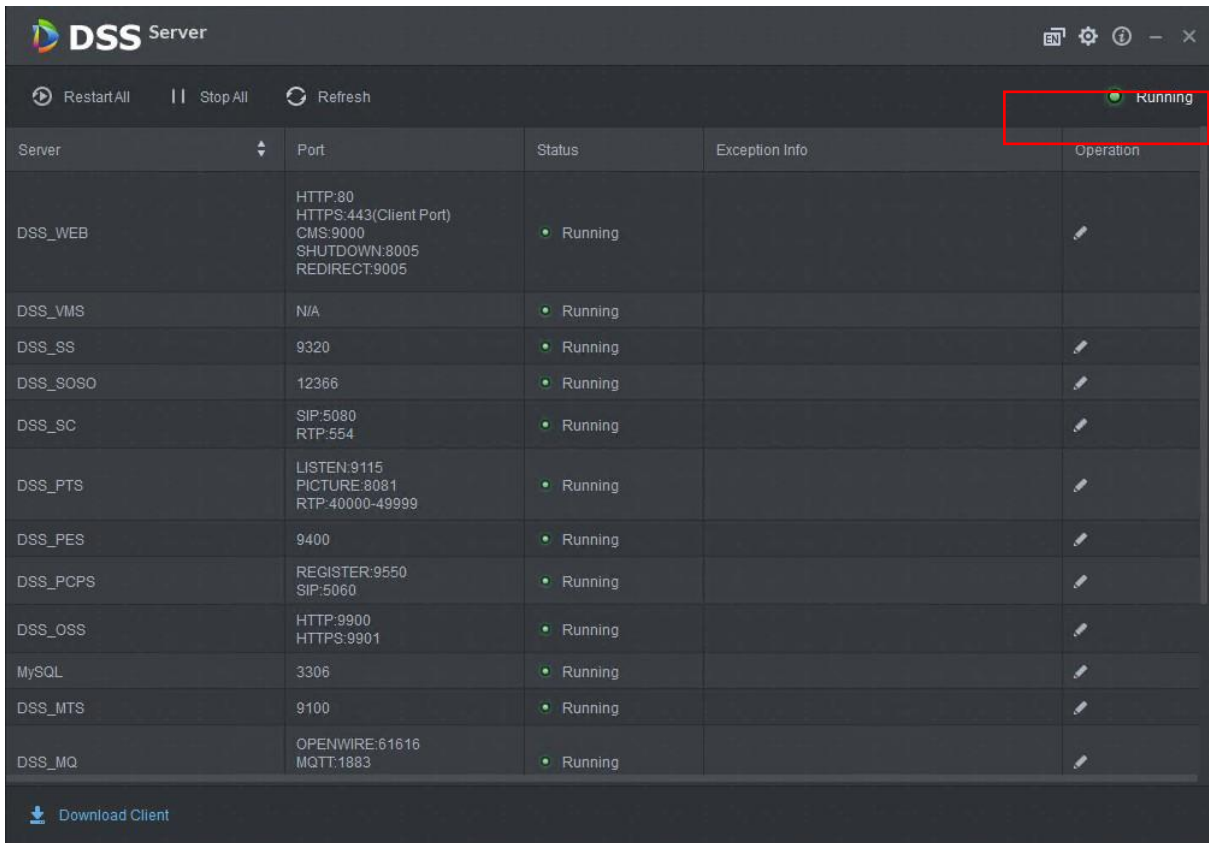 DSS Server
EN
Restart All Stop All Refresh Running
Server Port Status Exception Info Operation
DSS_WEB
HTTP:80
HTTPS:443(Client Port)
CMS:9000
SHUTDOWN:8005
REDIRECT:9005
Running
DSS_VMS N/A Running
DSS_SS 9320 Running
DSS_SOSO 12366 Running
DSS_SC
SIP:5080
RTP:554
Running
DSS_PTS
LISTEN:9115
PICTURE:8081
RTP:40000-49999
Running
DSS_PES 9400 Running
DSS_PCPS
REGISTER:9550
SIP:5060
Running
DSS_OSS
HTTP:9900
HTTPS:9901
Running
MySQL 3306 Running
DSS_MTS 9100 Running
DSS_MQ
OPENWIRE:61616
MQTT:1883
Running
Download Client